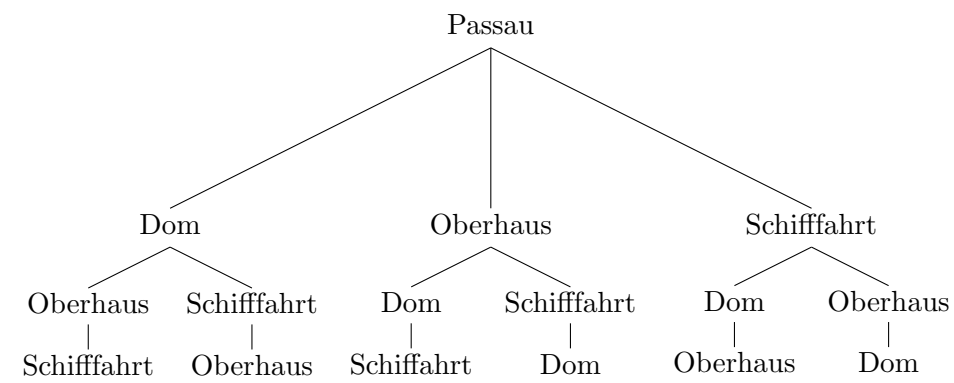 Passau
Dom Oberhaus Schifffahrt
Oberhaus Schifffahrt Dom Schifffahrt Dom Oberhaus
Schifffahrt Oberhaus Schiffahrt Dom Oberhaus Dom